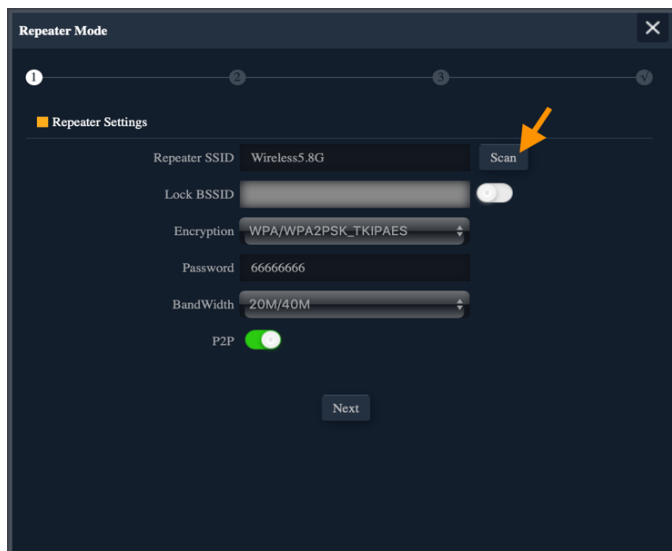 Repeater Mode
1 2 3 √
Repeater Settings
Repeater SSID Wireless5.8G Scan
Lock BSSID
Encryption WPA/WPA2PSK_TKIPAES
Password 66666666
BandWidth 20M/40M
P2P
Next